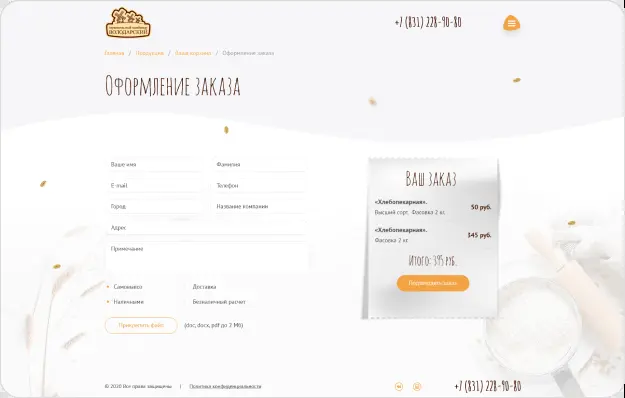 ВОЛОДАРСКИЙ
+7 (831) 228-90-80
Главная / Продукция / Ваша корзина / Оформление заказа
Оформление заказа
Ваше имя
Фамилия
E-mail
Телефон
Город
Название компании
Адрес
Примечание
Самовывоз
Доставка
Наличными
Безналичный расчет
Прикрепить файл
(doc, docx, pdf до 2 Мб)
Ваш заказ
«Хлебопекарная».
Высший сорт. Фасовка 2 кг.
50 руб.
«Хлебопекарная».
Фасовка 2 кг.
345 руб.
Итого: 395 руб.
Подтвердить заказ
© 2020 Все права защищены. | Политика конфиденциальности
+7 (831) 228-90-80